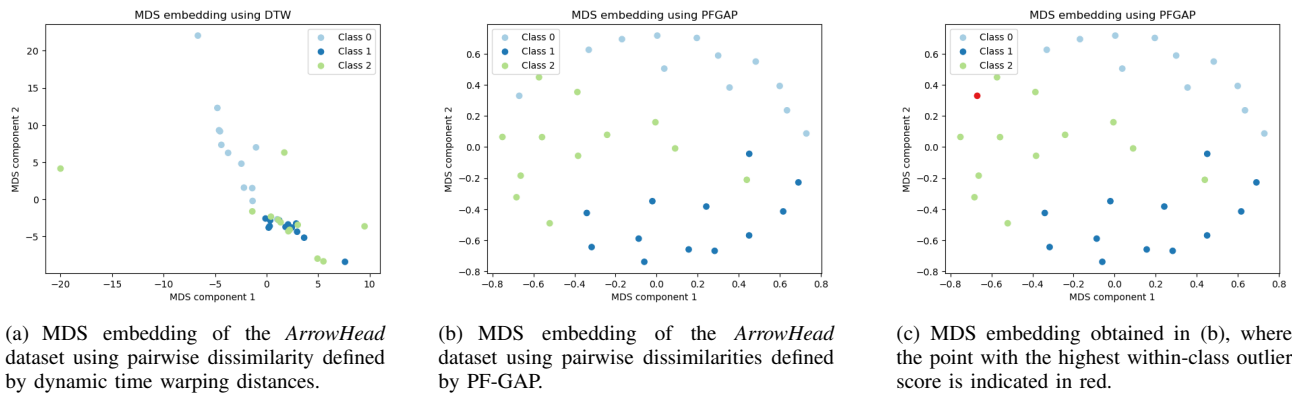 MDS embedding using DTW
Class 0
Class 1
Class 2
20
15
10
5
0
−5
MDS component 2
−20
−15
−10
−5
0
5
10
MDS component 1
MDS embedding using PFGAP
Class 0
Class 1
Class 2
0.6
0.4
0.2
0.0
−0.2
−0.4
−0.6
−0.8
MDS component 2
−0.8
−0.6
−0.4
−0.2
0.0
0.2
0.4
0.6
0.8
MDS component 1
MDS embedding using PFGAP
Class 0
Class 1
Class 2
0.6
0.4
0.2
0.0
−0.2
−0.4
−0.6
−0.8
MDS component 2
−0.8
−0.6
−0.4
−0.2
0.0
0.2
0.4
0.6
0.8
MDS component 1
(a) MDS embedding of the ArrowHead
dataset using pairwise dissimilarity defined
by dynamic time warping distances.
(b) MDS embedding of the ArrowHead
dataset using pairwise dissimilarities defined
by PF-GAP.
(c) MDS embedding obtained in (b), where
the point with the highest within-class outlier
score is indicated in red.